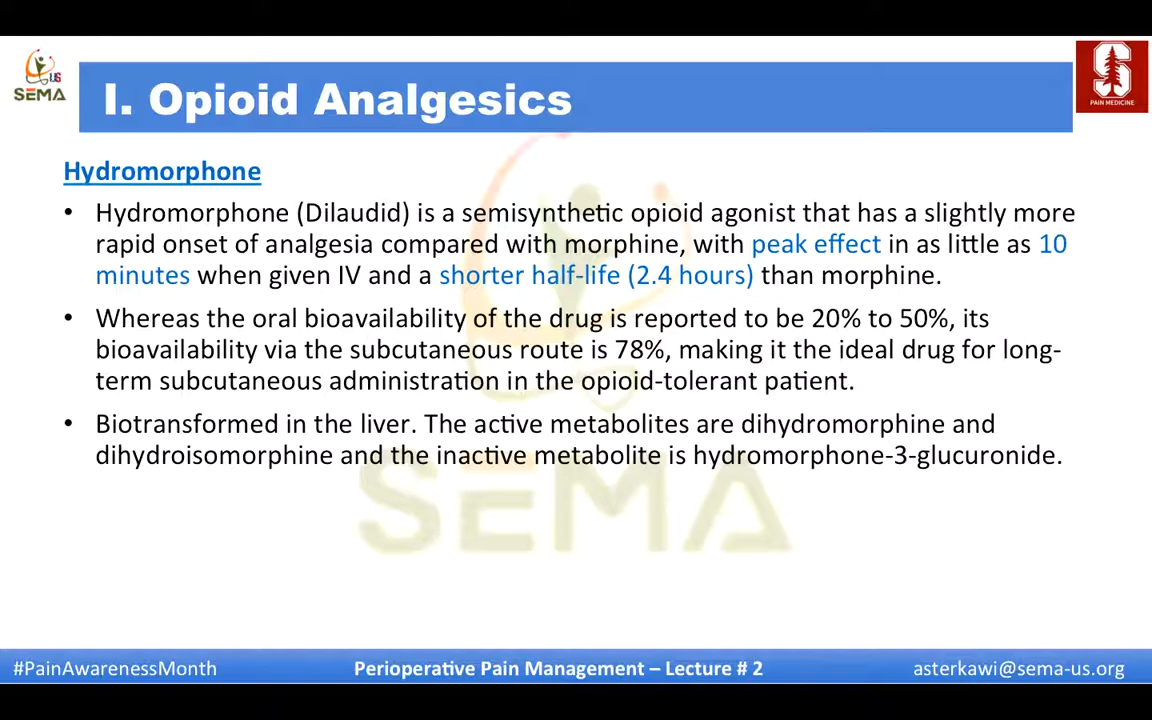 US
SEMA
I. Opioid Analgesics
S
PAIN MEDICINE
Hydromorphone
• Hydromorphone (Dilaudid) is a semisynthetic opioid agonist that has a slightly more
rapid onset of analgesia compared with morphine, with peak effect in as little as 10
minutes when given IV and a shorter half-life (2.4 hours) than morphine.
• Whereas the oral bioavailability of the drug is reported to be 20% to 50%, its
bioavailability via the subcutaneous route is 78%, making it the ideal drug for long-
term subcutaneous administration in the opioid-tolerant patient.
• Biotransformed in the liver. The active metabolites are dihydromorphine and
dihydroisomorphine and the inactive metabolite is hydromorphone-3-glucuronide.
SEMA
#PainAwarenessMonth
Perioperative Pain Management – Lecture # 2
asterkawi@sema-us.org